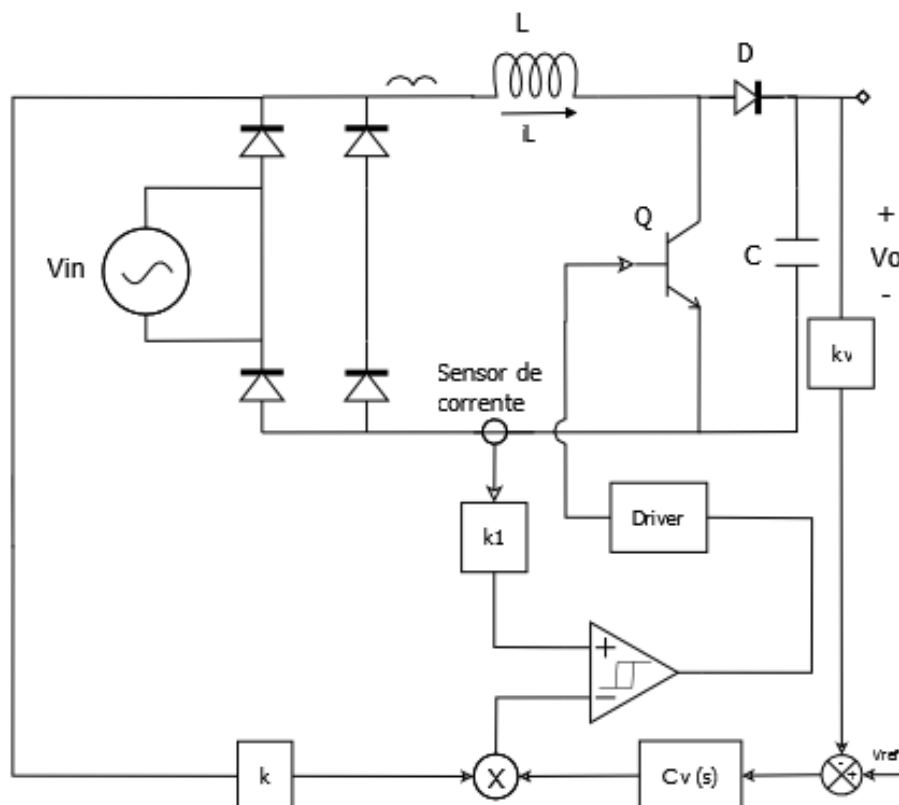 L
D
iL
Q
Vin
C
+
Vo
-
kv
Sensor de
corrente
k1
Driver
+
-
k
X
Cv (s)
-
+
Vref